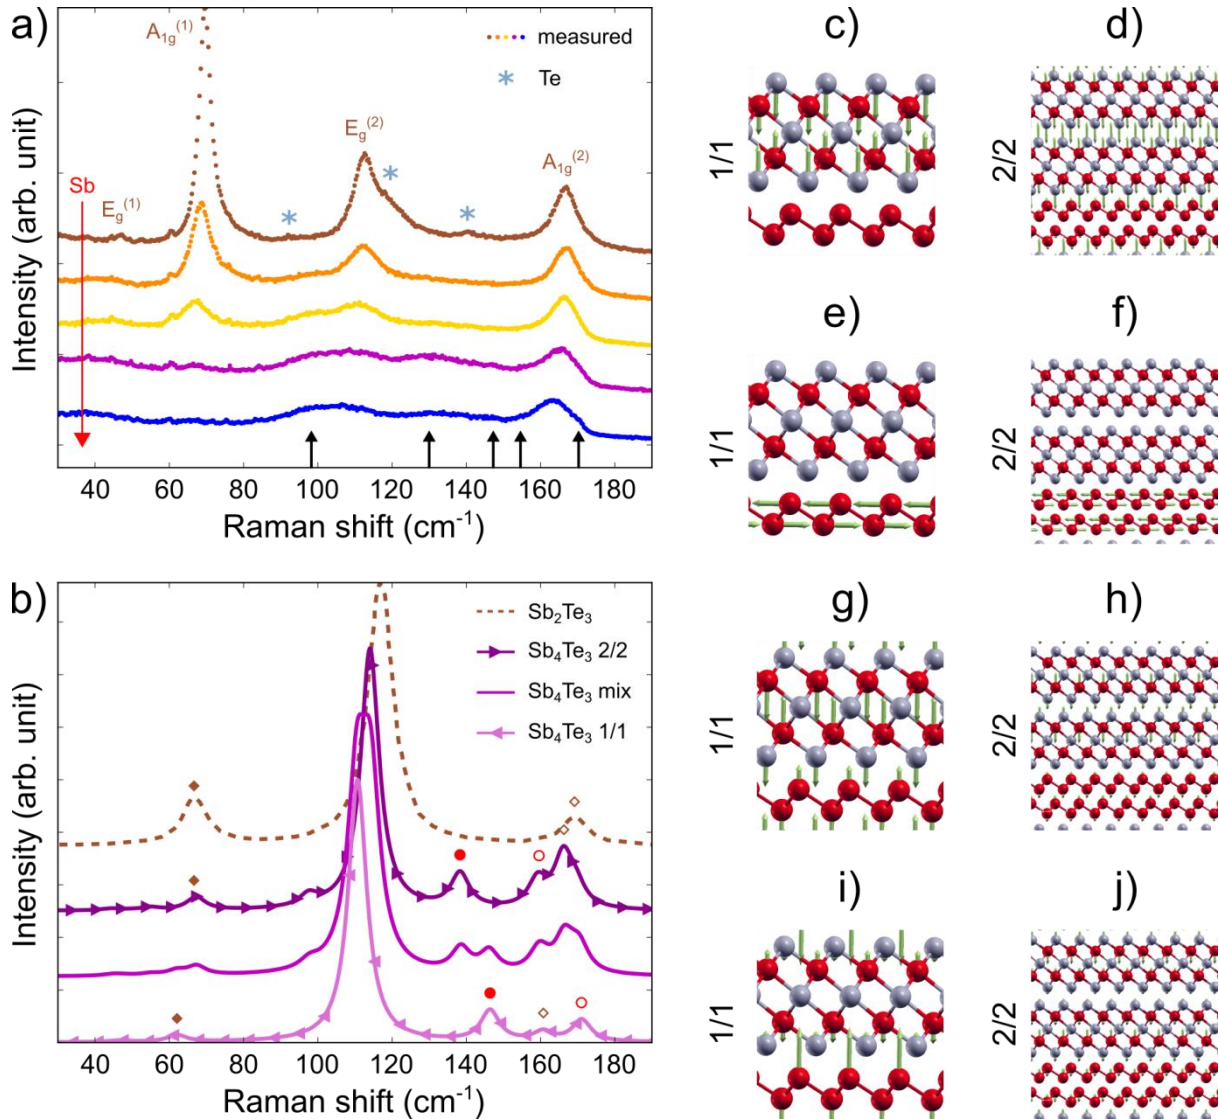 a)
A1g(1)
measured
Te
Eg(2)
A1g(2)
Sb
Eg(1)
Intensity (arb. unit)
40 60 80 100 120 140 160 180
Raman shift (cm-1)
b)
Sb2Te3
Sb4Te3 2/2
Sb4Te3 mix
Sb4Te3 1/1
Intensity (arb. unit)
40 60 80 100 120 140 160 180
Raman shift (cm-1)
c) d)
1/1 2/2
e) f)
1/1 2/2
g) h)
1/1 2/2
i) j)
1/1 2/2